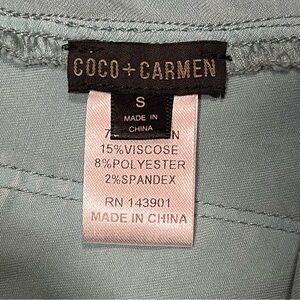 COCO+CARMEN
S
MADE IN
CHINA
15%VISCOSE
8%POLYESTER
2%SPANDEX
RN 143901
MADE IN CHINA